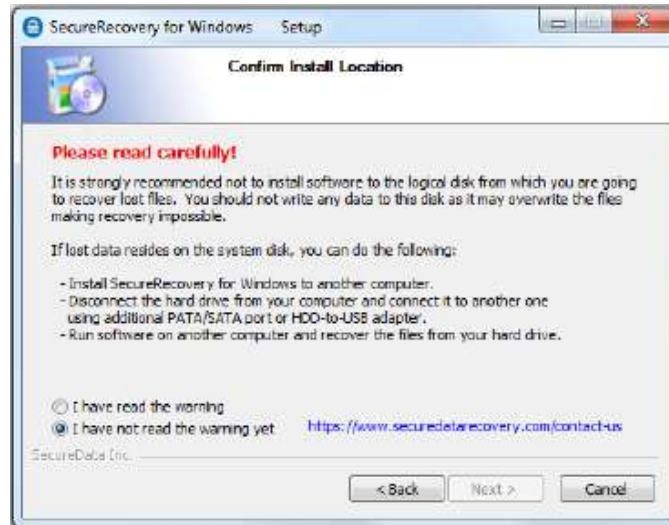 SecureRecovery for Windows Setup
Confirm Install Location
Please read carefully!
It is strongly recommended not to install software to the logical disk from which you are going
to recover lost files. You should not write any data to this disk as it may overwrite the files
making recovery impossible.
If lost data resides on the system disk, you can do the following:
- Install SecureRecovery for Windows to another computer.
- Disconnect the hard drive from your computer and connect it to another one
using additional PATA/SATA port or HDD-to-USB adapter.
- Run software on another computer and recover the files from your hard drive.
I have read the warning
I have not read the warning yet https://www.securedatarecovery.com/contact-us
SecureData Inc.
< Back Next > Cancel